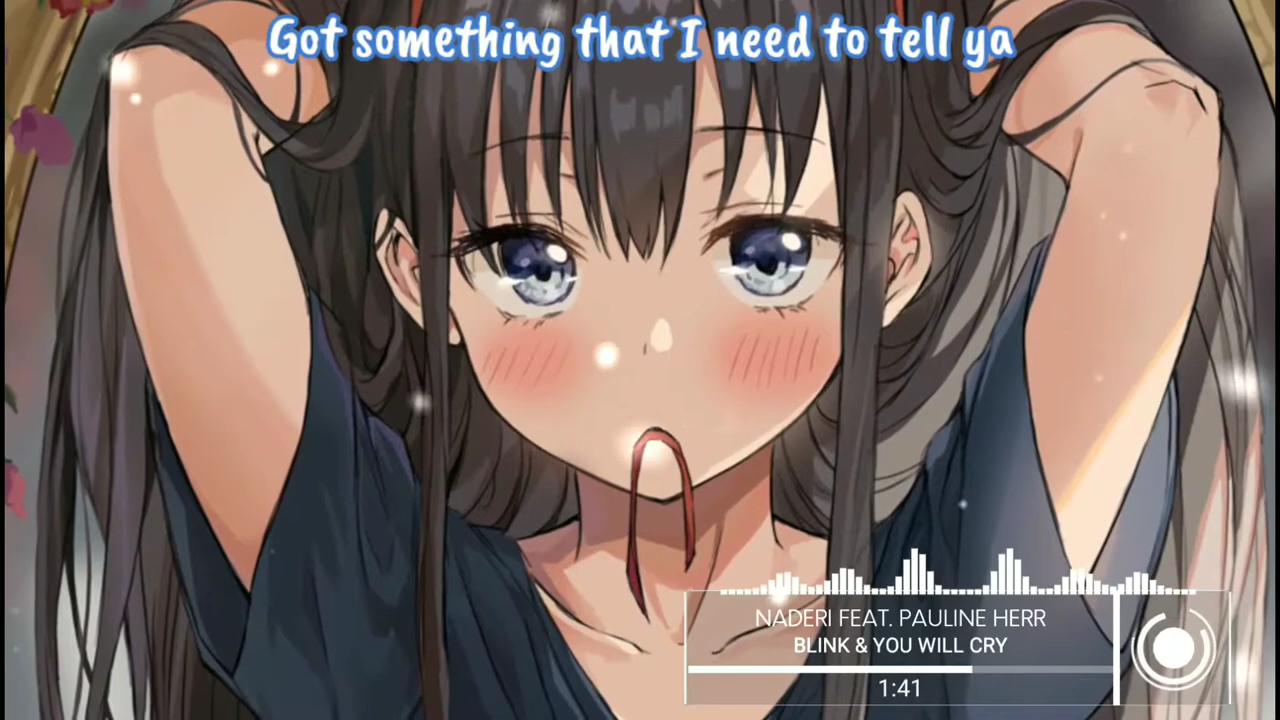 Got something that I need to tell ya
NADERI FEAT. PAULINE HERR
BLINK & YOU WILL CRY
1:41